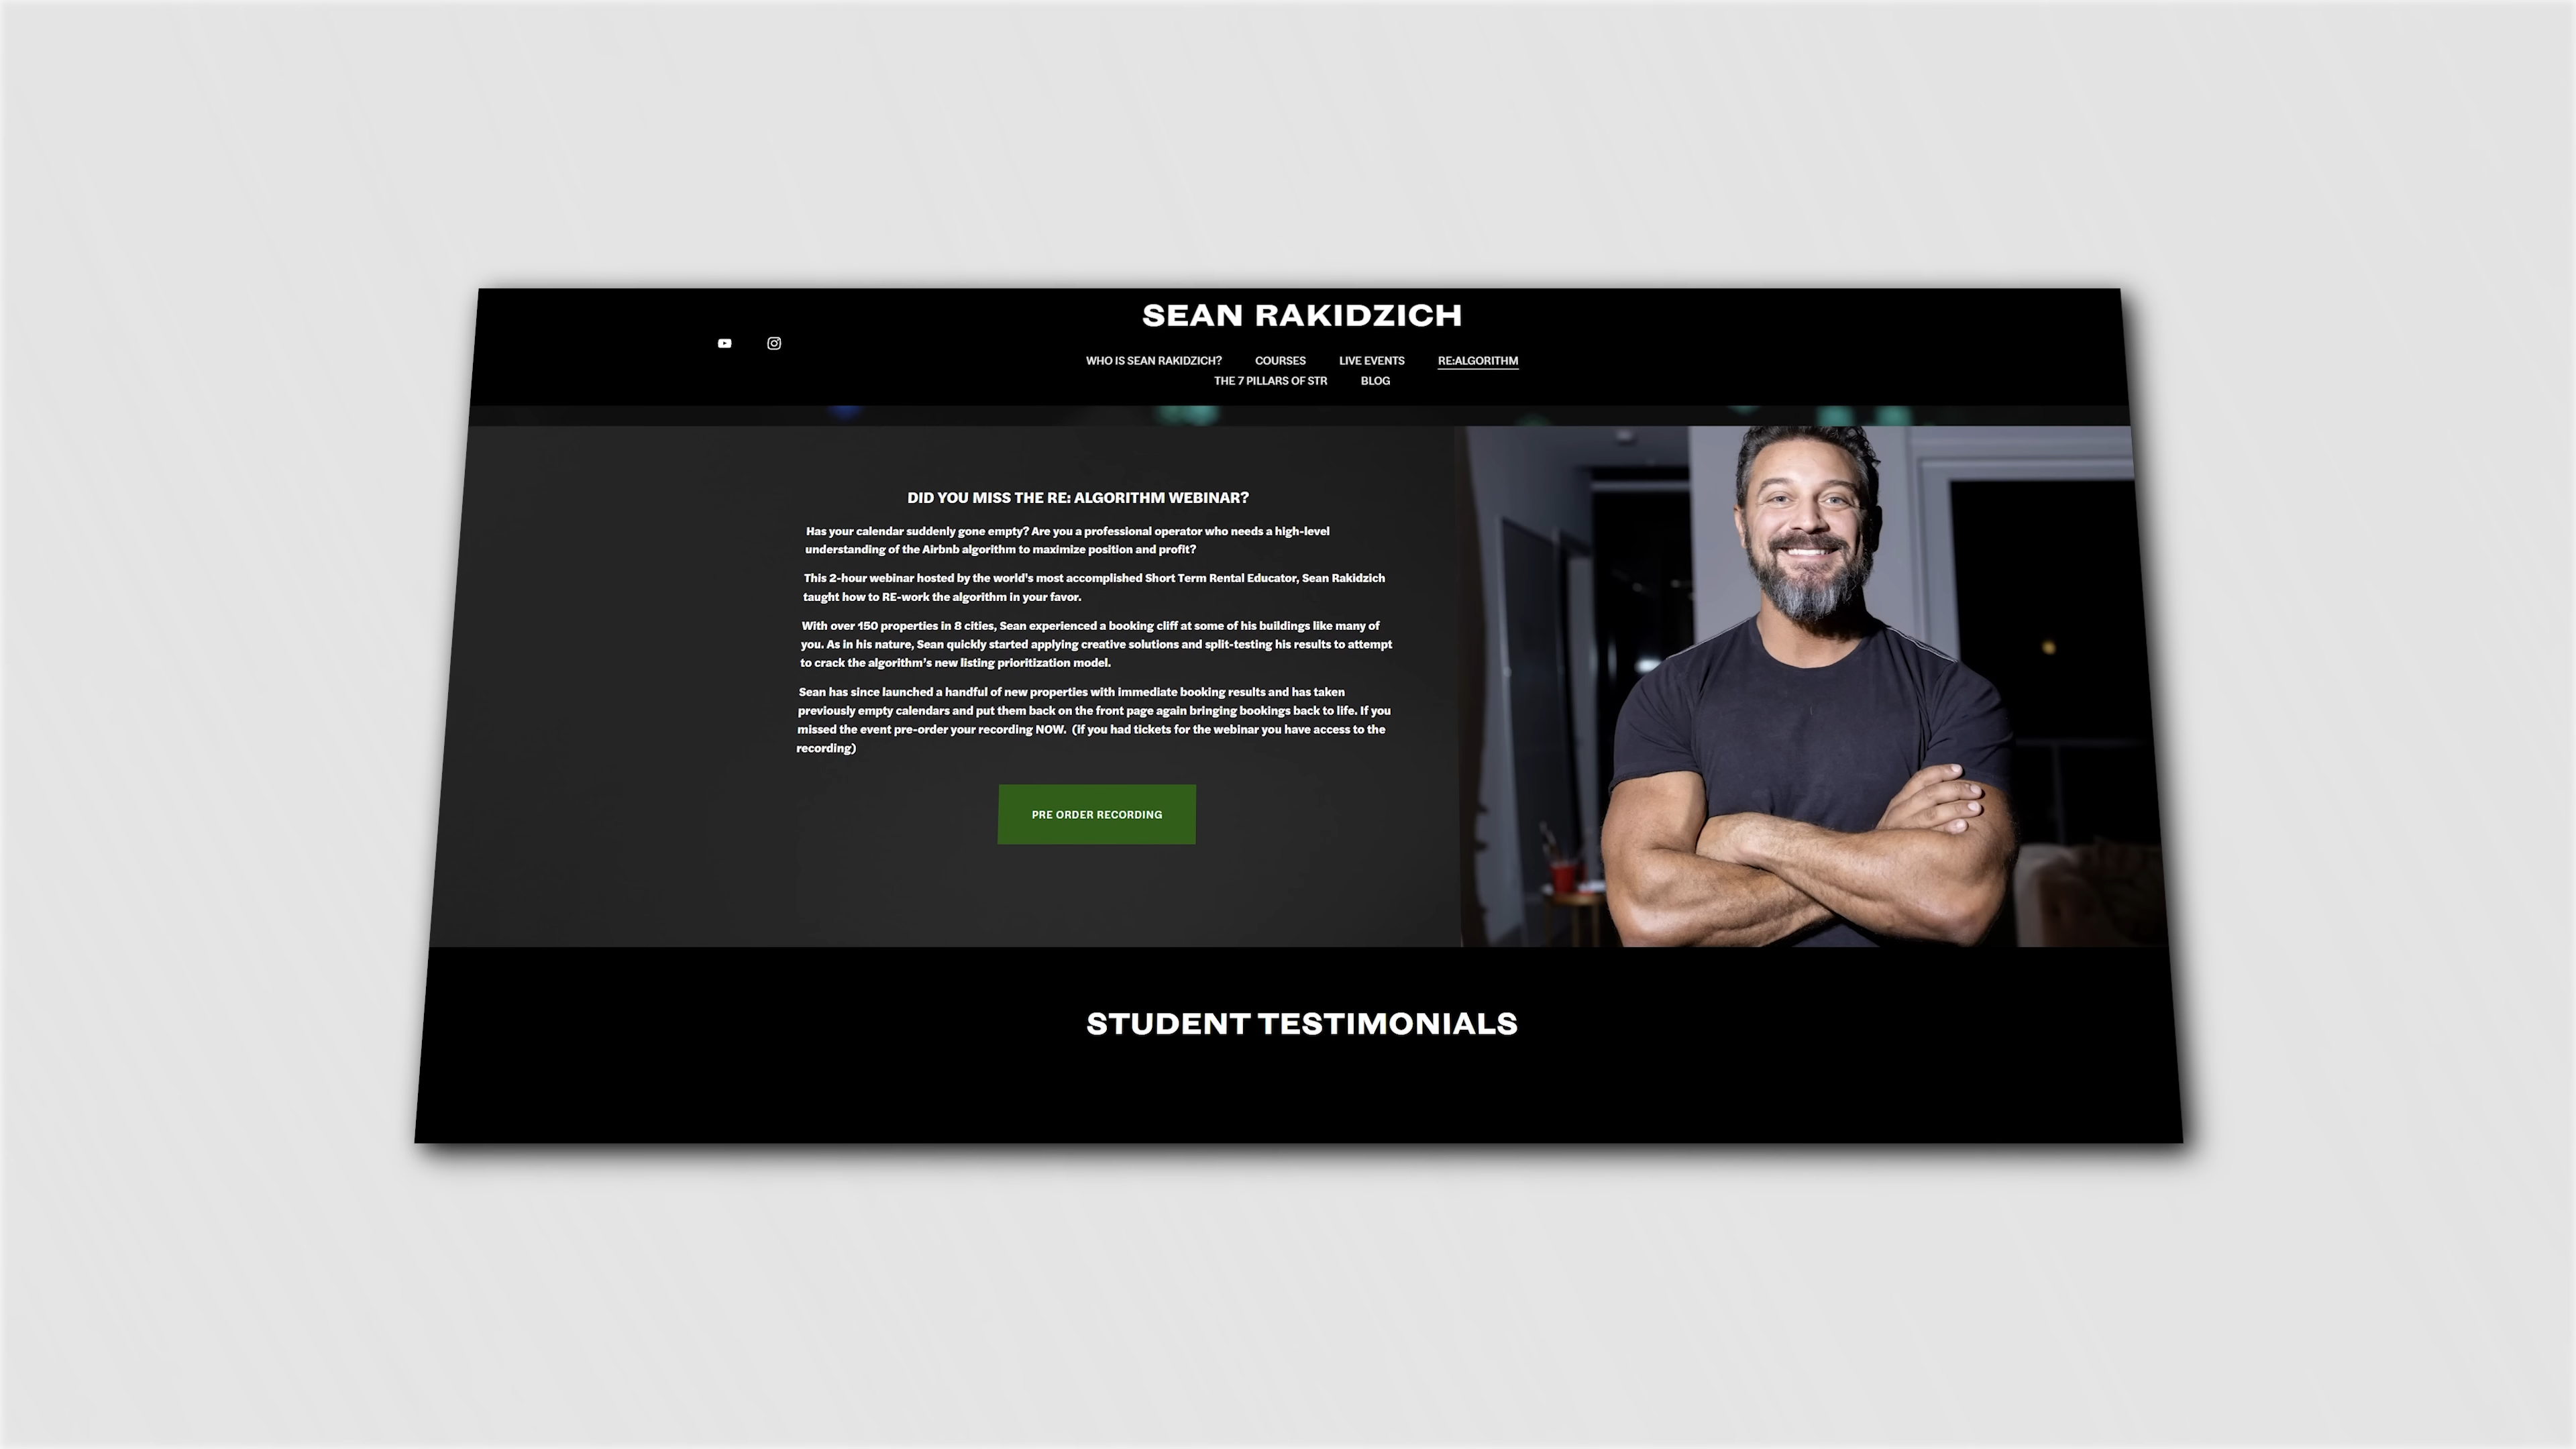 SEAN RAKIDZICH
WHO IS SEAN RAKIDZICH? COURSES LIVE EVENTS RE:ALGORITHM
THE 7 PILLARS OF STR BLOG
DID YOU MISS THE RE: ALGORITHM WEBINAR?
Has your calendar suddenly gone empty? Are you a professional operator who needs a high-level
understanding of the Airbnb algorithm to maximize position and profit?
This 2-hour webinar hosted by the world's most accomplished Short Term Rental Educator, Sean Rakidzich
taught how to RE-work the algorithm in your favor.
With over 150 properties in 8 cities, Sean experienced a booking cliff at some of his buildings like many of
you. As in his nature, Sean quickly started applying creative solutions and split-testing his results to attempt
to crack the algorithm’s new listing prioritization model.
Sean has since launched a handful of new properties with immediate booking results and has taken
previously empty calendars and put them back on the front page again bringing bookings back to life. If you
missed the event pre-order your recording NOW. (if you had tickets for the webinar you have access to the
recording)
PRE ORDER RECORDING
STUDENT TESTIMONIALS